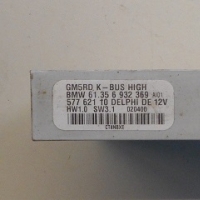 GM5RD K-BUS HIGH
BMW 61.35 6 932 369
577 621 10 DELPHI DE 12V
HW1.0 SW3.1